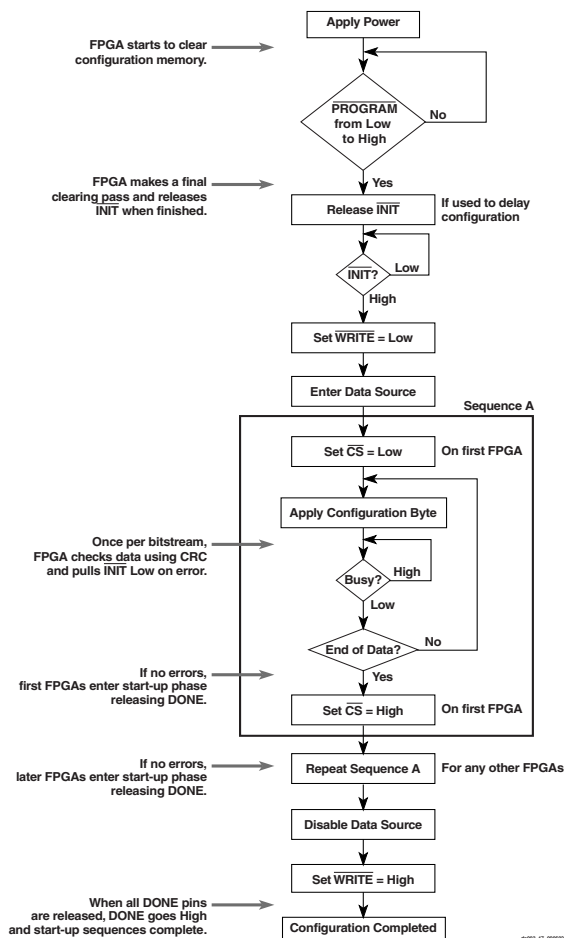 Apply Power
FPGA starts to clear
configuration memory.
PROGRAM
from Low
to High
No
Yes
FPGA makes a final
clearing pass and releases
INIT when finished.
Release INIT
If used to delay
configuration
INIT?
Low
High
Set WRITE = Low
Enter Data Source
Sequence A
Set CS = Low
On first FPGA
Apply Configuration Byte
Once per bitstream,
FPGA checks data using CRC
and pulls INIT Low on error.
High
Busy?
Low
End of Data?
No
Yes
If no errors,
first FPGAs enter start-up phase
releasing DONE.
Set CS = High
On first FPGA
If no errors,
later FPGAs enter start-up phase
releasing DONE.
Repeat Sequence A
For any other FPGAs
Disable Data Source
Set WRITE = High
When all DONE pins
are released, DONE goes High
and start-up sequences complete.
Configuration Completed